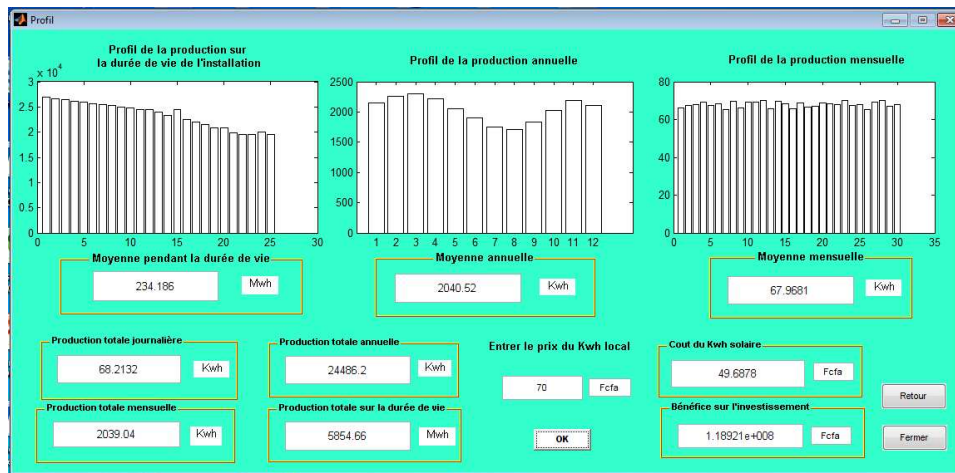 Profil
Profil de la production sur
la durée de vie de l'installation
x 10^4
3
2.5
2
1.5
1
0.5
0
0 5 10 15 20 25 30
Moyenne pendant la durée de vie
234.186 Mwh
Profil de la production annuelle
2500
2000
1500
1000
500
0
1 2 3 4 5 6 7 8 9 10 11 12
Moyenne annuelle
2040.52 Kwh
Profil de la production mensuelle
80
60
40
20
0
0 5 10 15 20 25 30 35
Moyenne mensuelle
67.9681 Kwh
Production totale journalière
68.2132 Kwh
Production totale annuelle
24486.2 Kwh
Entrer le prix du Kwh local
70 Fcfa
Cout du Kwh solaire
49.6878 Fcfa
Retour
Production totale mensuelle
2039.04 Kwh
Production totale sur la durée de vie
5854.66 Mwh
OK
Bénéfice sur l'investissement
1.18921e+008 Fcfa
Fermer